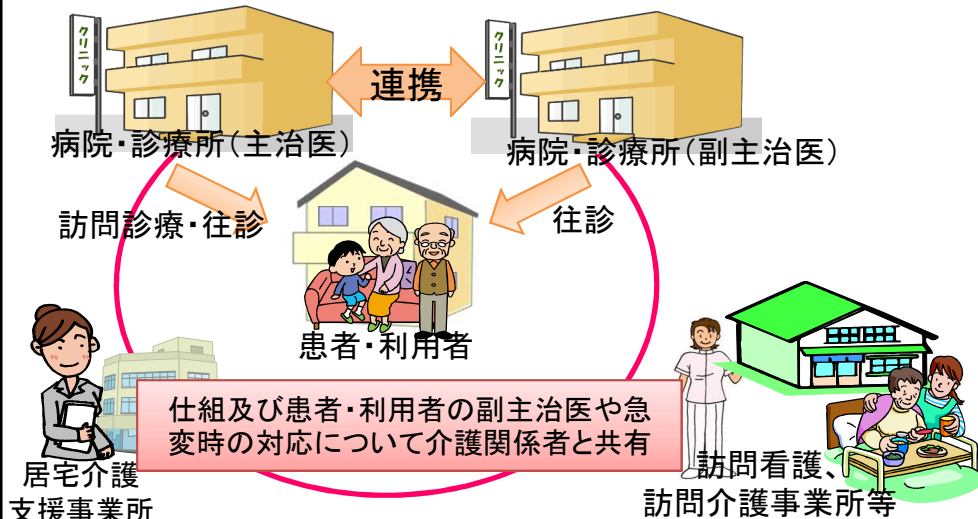 クリニック
クリニック
連携
病院・診療所（主治医）
病院・診療所（副主治医）
訪問診療・往診
往診
患者・利用者
仕組及び患者・利用者の副主治医や急
変時の対応について介護関係者と共有
居宅介護
支援事業所
訪問看護、
訪問介護事業所等